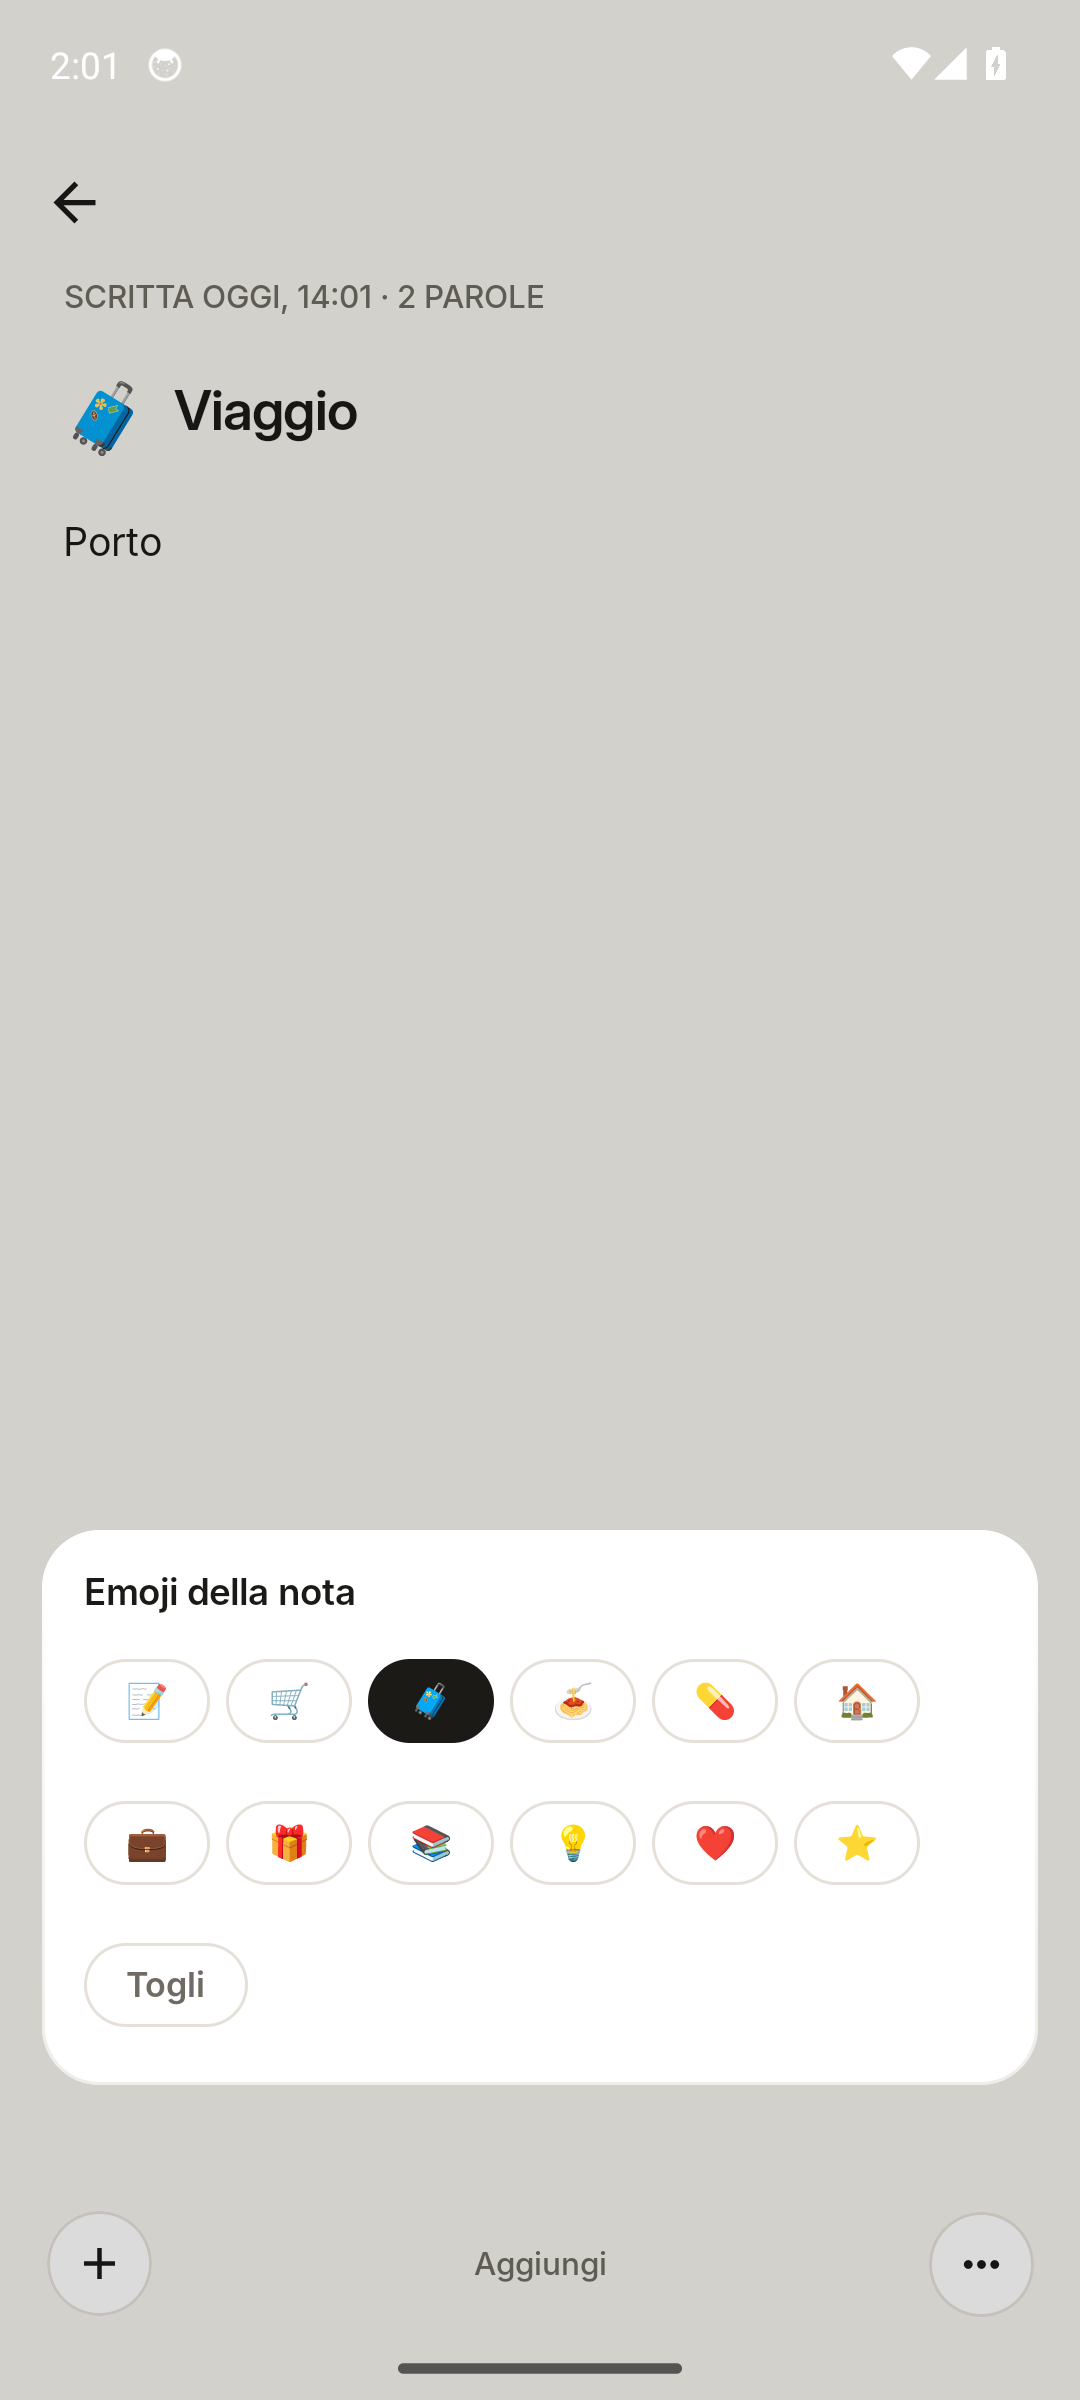 2:01
SCRITTA OGGI, 14:01 · 2 PAROLE
Viaggio
Porto
Emoji della nota
Togli
Aggiungi